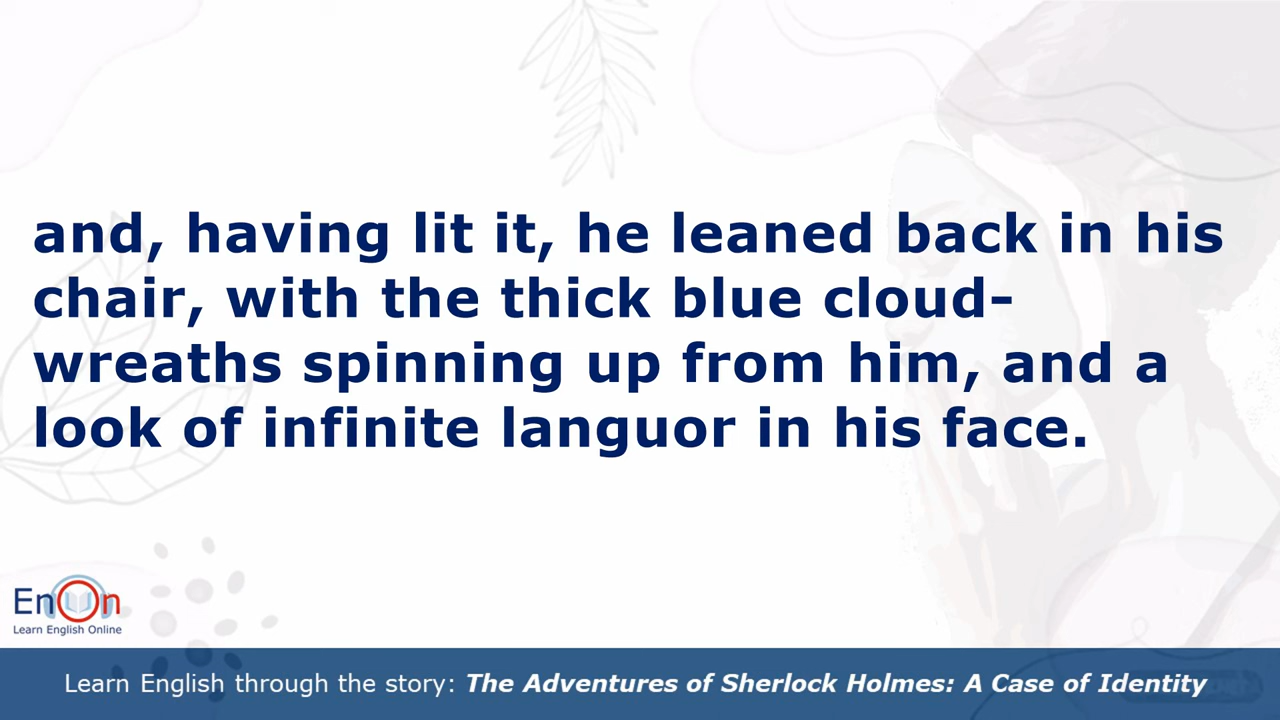 and, having lit it, he leaned back in his
chair, with the thick blue cloud-
wreaths spinning up from him, and a
look of infinite languor in his face.
EnOn
Learn English Online
Learn English through the story: The Adventures of Sherlock Holmes: A Case of Identity